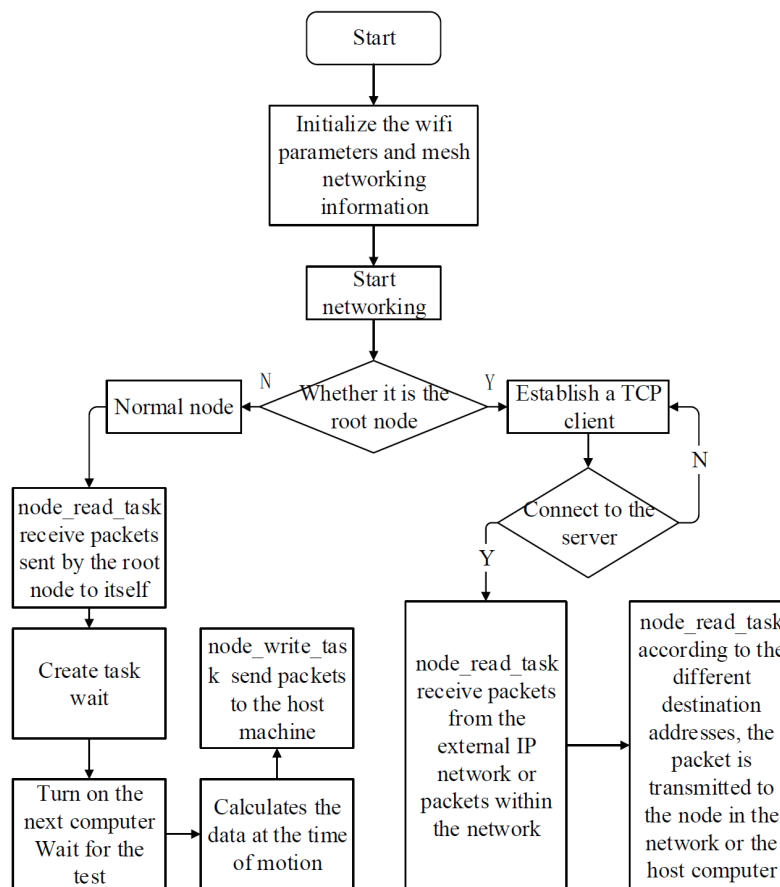 Start
Initialize the wifi
parameters and mesh
networking
information
Start
networking
N
Whether it is the
root node
Y
Normal node
Establish a TCP
client
N
Connect to the
server
Y
node_read_task
receive packets
sent by the root
node to itself
Create task
wait
Turn on the
next computer
Wait for the
test
Calculates the
data at the time
of motion
node_write_tas
k send packets
to the host
machine
node_read_task
receive packets
from the
external IP
network or
packets within
the network
node_read_task
according to the
different
destination
addresses, the
packet is
transmitted to
the node in the
network or the
host computer